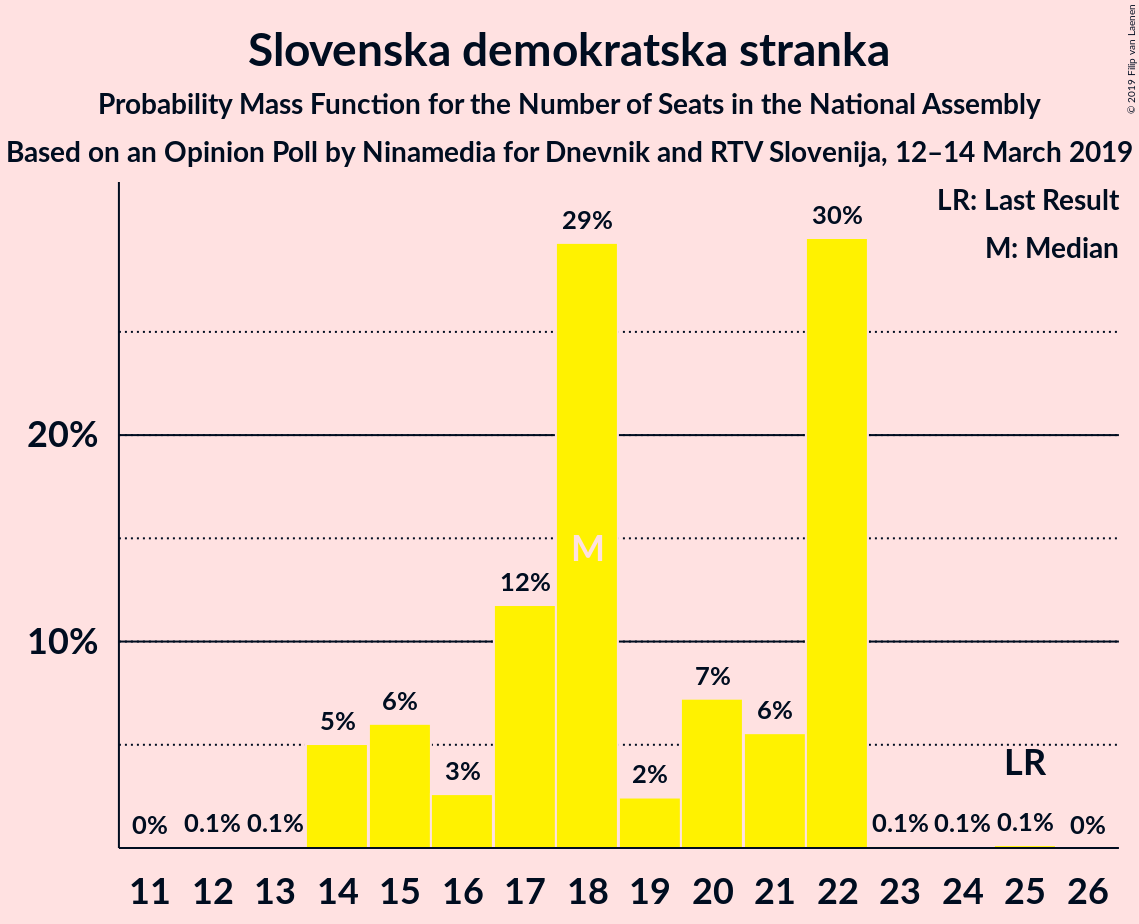 Slovenska demokratska stranka
Probability Mass Function for the Number of Seats in the National Assembly
Based on an Opinion Poll by Ninamedia for Dnevnik and RTV Slovenija, 12–14 March 2019
© 2019 Filip van Laenen
LR: Last Result
M: Median
20%
10%
0% 0.1% 0.1% 5% 6% 3% 12% 29% 2% 7% 6% 30% 0.1% 0.1% 0.1% 0%
M
LR
11 12 13 14 15 16 17 18 19 20 21 22 23 24 25 26